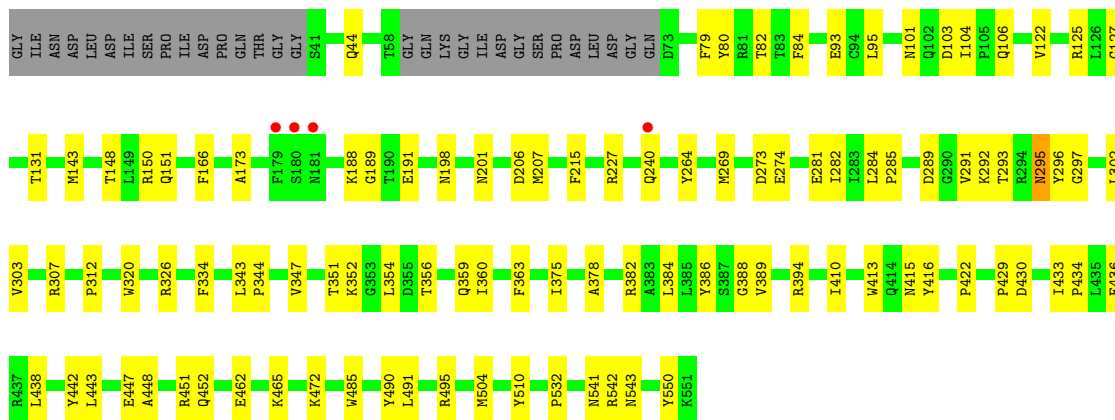 GLY ILE ASN ASP LEU ASP ILE SER PRO ILE ASP PRO GLN THR GLY GLY S41 Q44 T58 GLY GLN LYS GLY ILE ASP GLY SER PRO ASP LEU ASP GLY GLN D73 F79 Y80 R81 T82 T83 F84 E93 C94 L95 N101 Q102 D103 I104 P105 Q106 V122 R125 L126
T131 M143 T148 L149 R150 Q151 F166 A173 F179 S180 N181 K188 G189 T190 E191 N198 N201 D206 M207 F215 R227 Q240 Y264 M269 D273 E274 E281 I282 I283 L284 P285 D289 G290 V291 K292 T293 R294 N295 Y296 G297
V303 R307 P312 W320 R326 F334 L343 P344 V347 T351 K352 G353 L354 D355 T356 Q359 I360 F363 I375 A378 R382 A383 L384 L385 Y386 S387 G388 V389 R394 I410 W413 Q414 N415 Y416 P422 P429 D430 I433 P434 L435
R437 L438 Y442 L443 E447 A448 R451 Q452 E462 K465 K472 W485 Y490 L491 R495 M504 Y510 P532 N541 R542 N543 Y550 K551